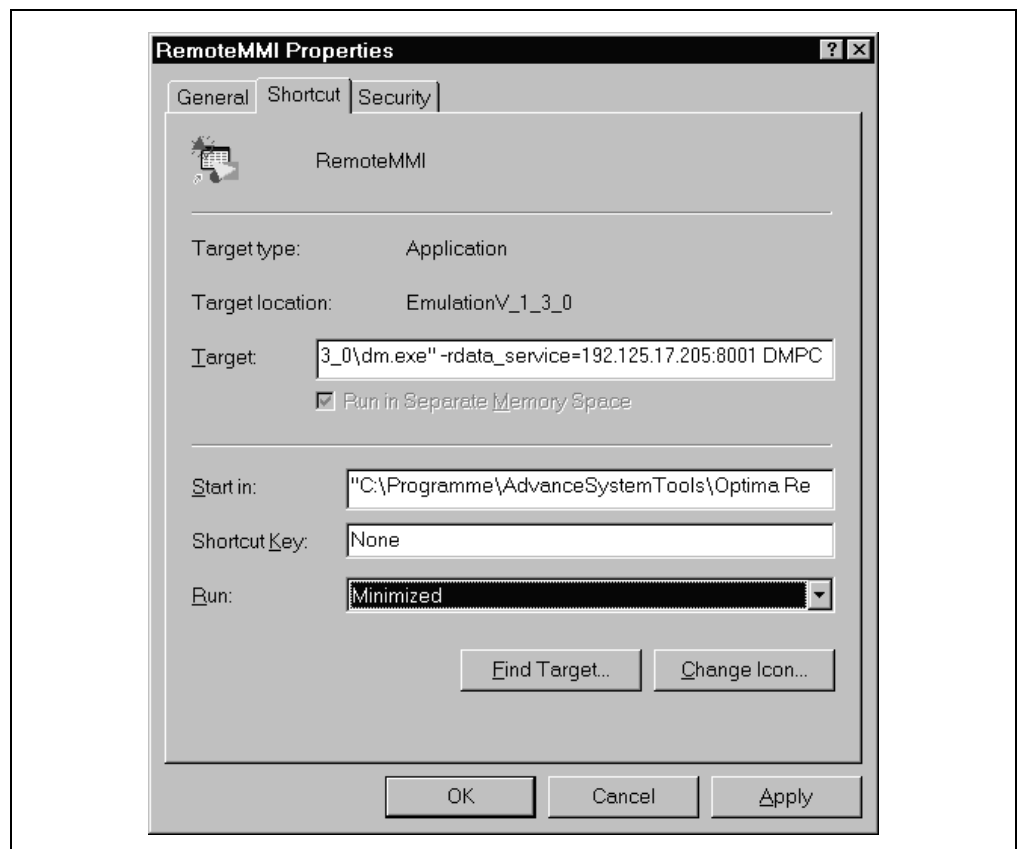 RemoteMMI Properties
General Shortcut Security
RemoteMMI
Target type: Application
Target location: EmulationV_1_3_0
Target: 3_0\dm.exe" -rdata_service=192.125.17.205:8001 DMPC
Run in Separate Memory Space
Start in: "C:\Programme\AdvanceSystemTools\Optima Re
Shortcut Key: None
Run: Minimized
Find Target... Change Icon...
OK Cancel Apply